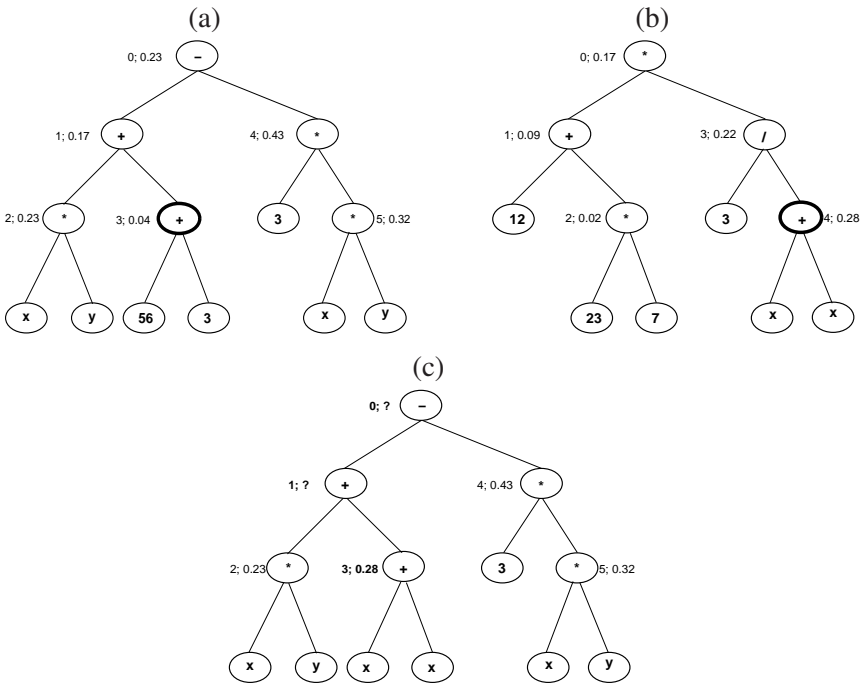 (a)
(b)
0; 0.23 –
0; 0.17 *
1; 0.17 +
4; 0.43 *
1; 0.09 +
3; 0.22 /
2; 0.23 *
3; 0.04 +
3
* 5; 0.32
12
2; 0.02 *
3
+ 4; 0.28
x
y
56
3
x
y
23
7
x
x
(c)
0; ? –
1; ? +
4; 0.43 *
2; 0.23 *
3; 0.28 +
3
* 5; 0.32
x
y
x
x
x
y